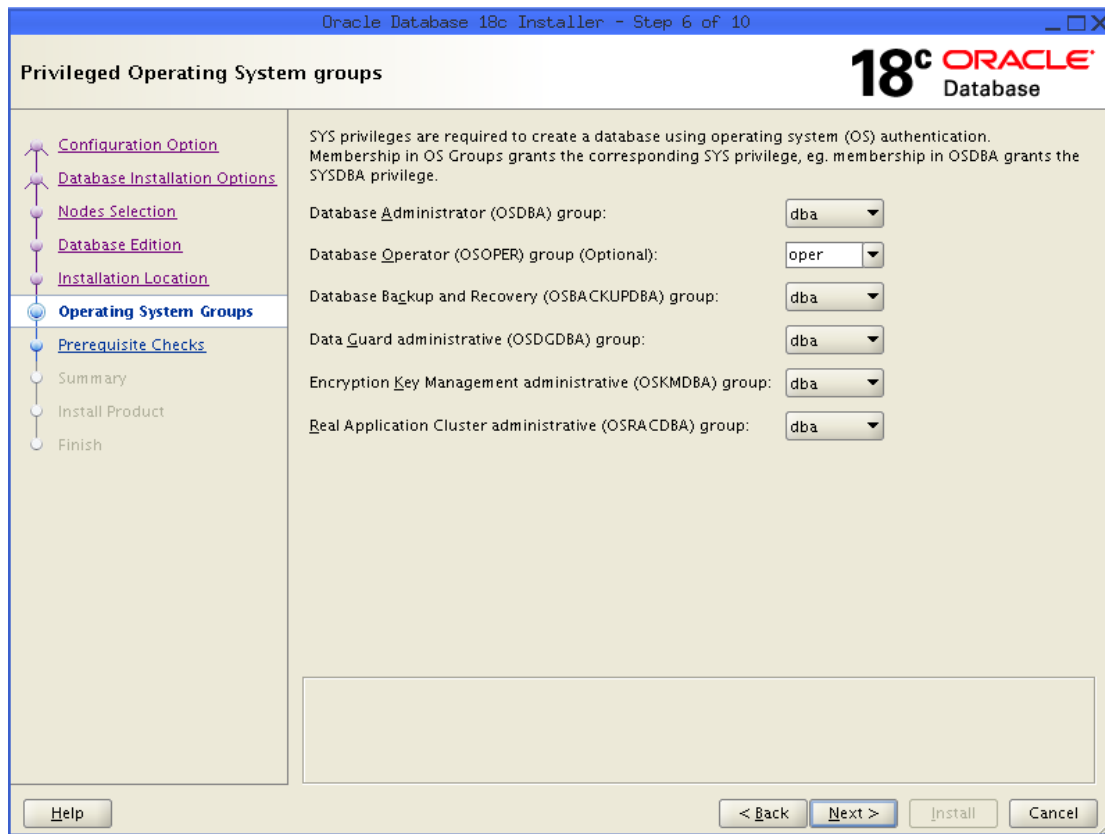 Oracle Database 18c Installer - Step 6 of 10
Privileged Operating System groups
18c ORACLE Database
Configuration Option
Database Installation Options
Nodes Selection
Database Edition
Installation Location
Operating System Groups
Prerequisite Checks
Summary
Install Product
Finish
SYS privileges are required to create a database using operating system (OS) authentication.
Membership in OS Groups grants the corresponding SYS privilege, eg. membership in OSDBA grants the
SYSDBA privilege.
Database Administrator (OSDBA) group: dba
Database Operator (OSOPER) group (Optional): oper
Database Backup and Recovery (OSBACKUPDBA) group: dba
Data Guard administrative (OSDGDBA) group: dba
Encryption Key Management administrative (OSKMDBA) group: dba
Real Application Cluster administrative (OSRACDBA) group: dba
Help
< Back
Next >
Install
Cancel